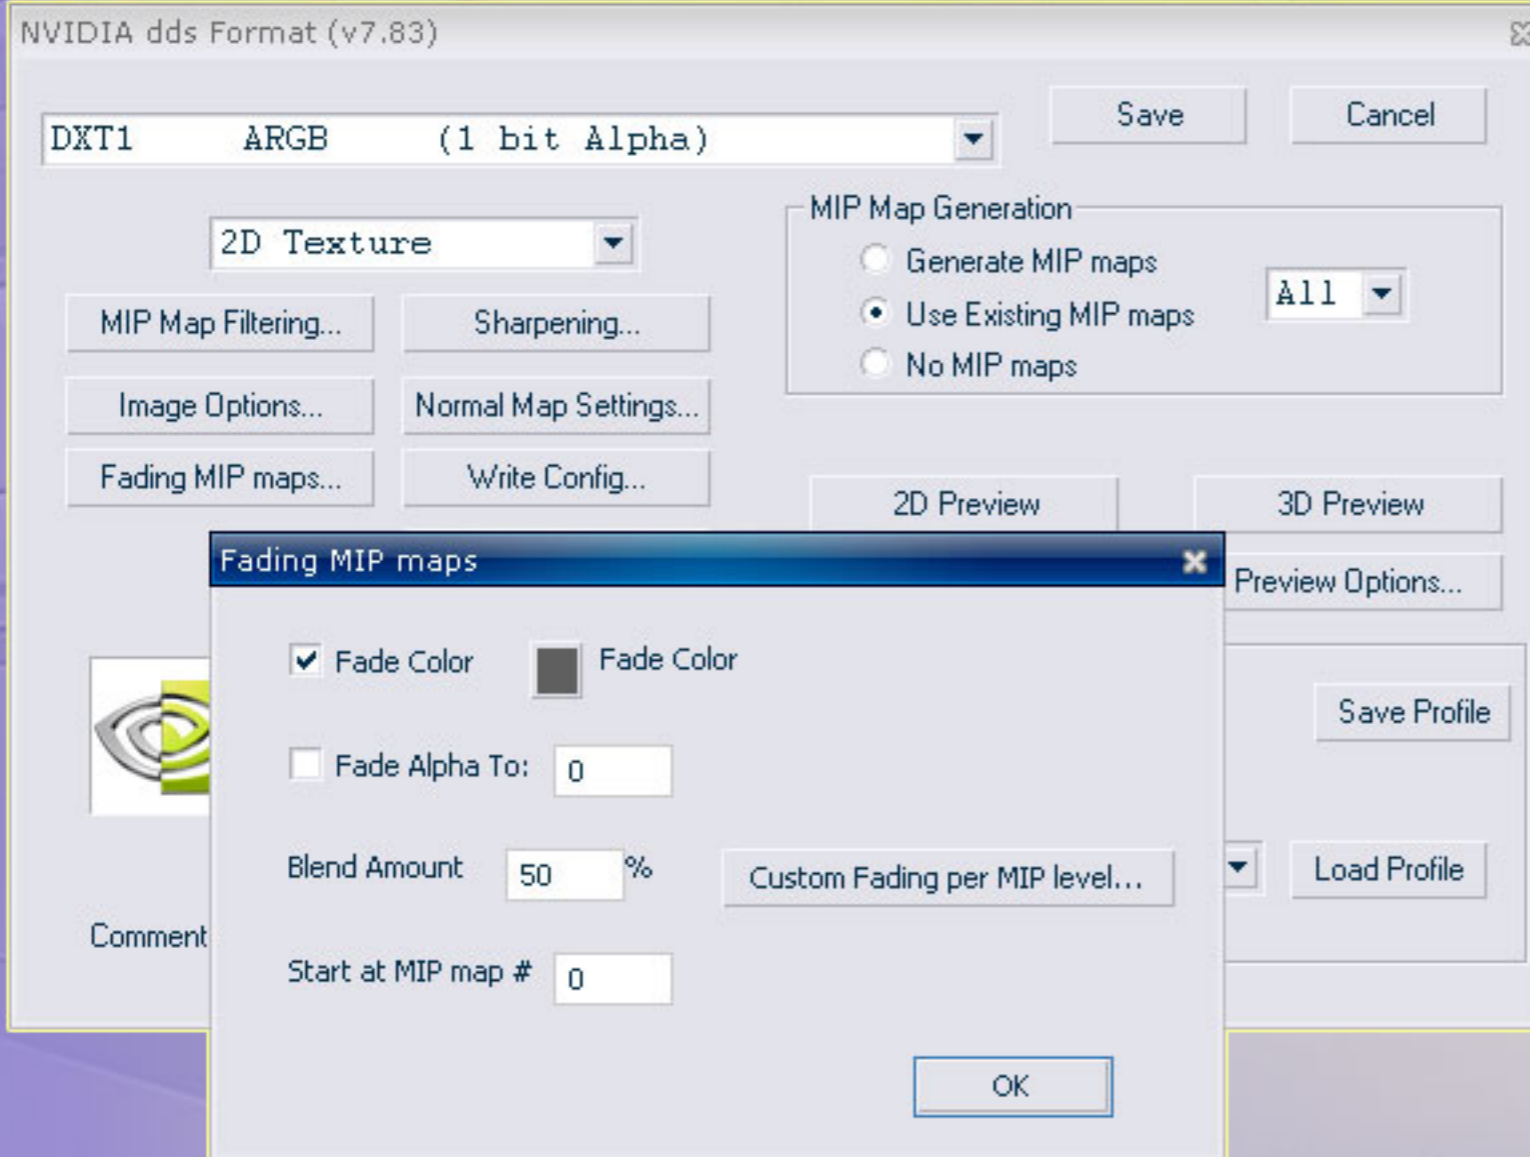 NVIDIA dds Format (v7.83)
DXT1 ARGB (1 bit Alpha)
Save
Cancel
2D Texture
MIP Map Generation
Generate MIP maps
Use Existing MIP maps
No MIP maps
All
MIP Map Filtering...
Sharpening...
Image Options...
Normal Map Settings...
Fading MIP maps...
Write Config...
2D Preview
3D Preview
Preview Options...
Fading MIP maps
Fade Color
Fade Color
Fade Alpha To: 0
Blend Amount 50 %
Custom Fading per MIP level...
Start at MIP map # 0
OK
Save Profile
Load Profile
Comment